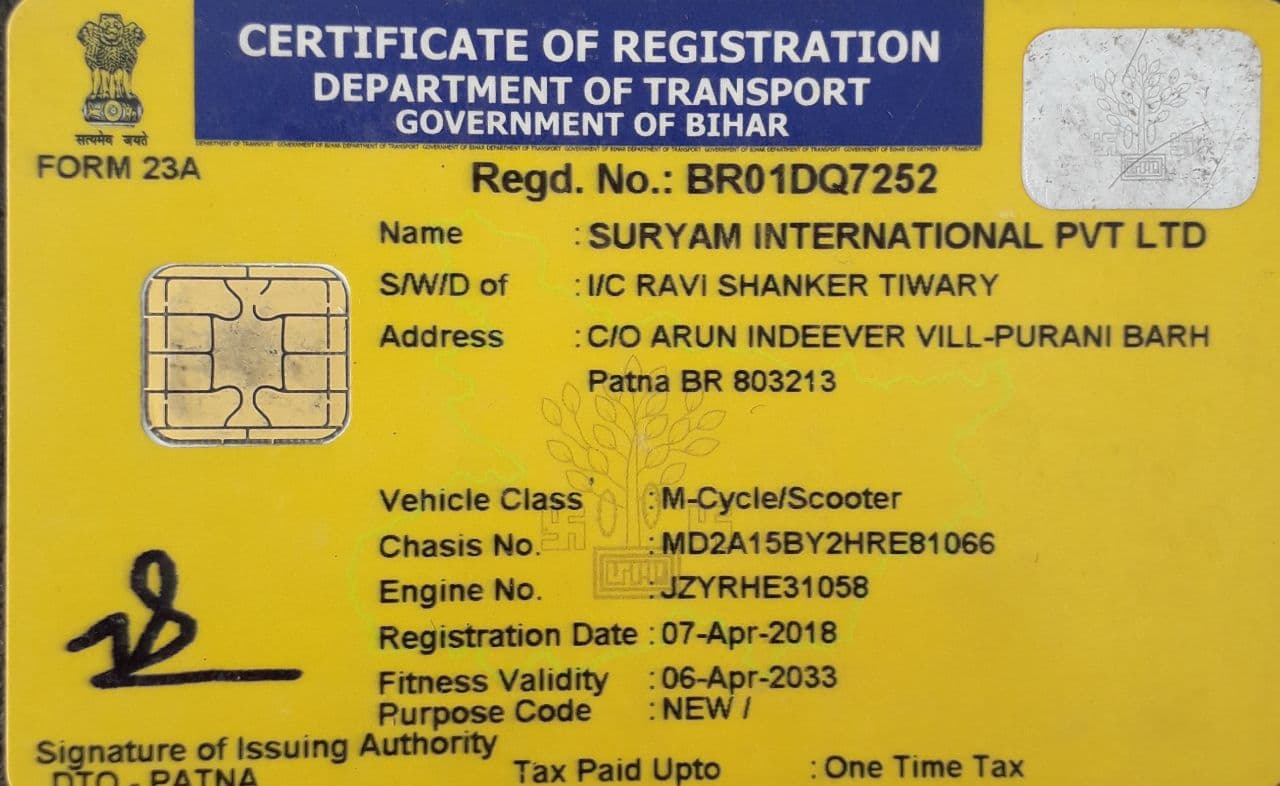 CERTIFICATE OF REGISTRATION
DEPARTMENT OF TRANSPORT
GOVERNMENT OF BIHAR
सत्यमेव जयते
FORM 23A
Regd. No.: BR01DQ7252
Name : SURYAM INTERNATIONAL PVT LTD
S/W/D of : I/C RAVI SHANKER TIWARY
Address : C/O ARUN INDEEVER VILL-PURANI BARH
Patna BR 803213
Vehicle Class : M-Cycle/Scooter
Chasis No. : MD2A15BY2HRE81066
Engine No. : JZYRHE31058
Registration Date : 07-Apr-2018
Fitness Validity : 06-Apr-2033
Purpose Code : NEW /
Signature of Issuing Authority
DTO - PATNA
Tax Paid Upto : One Time Tax